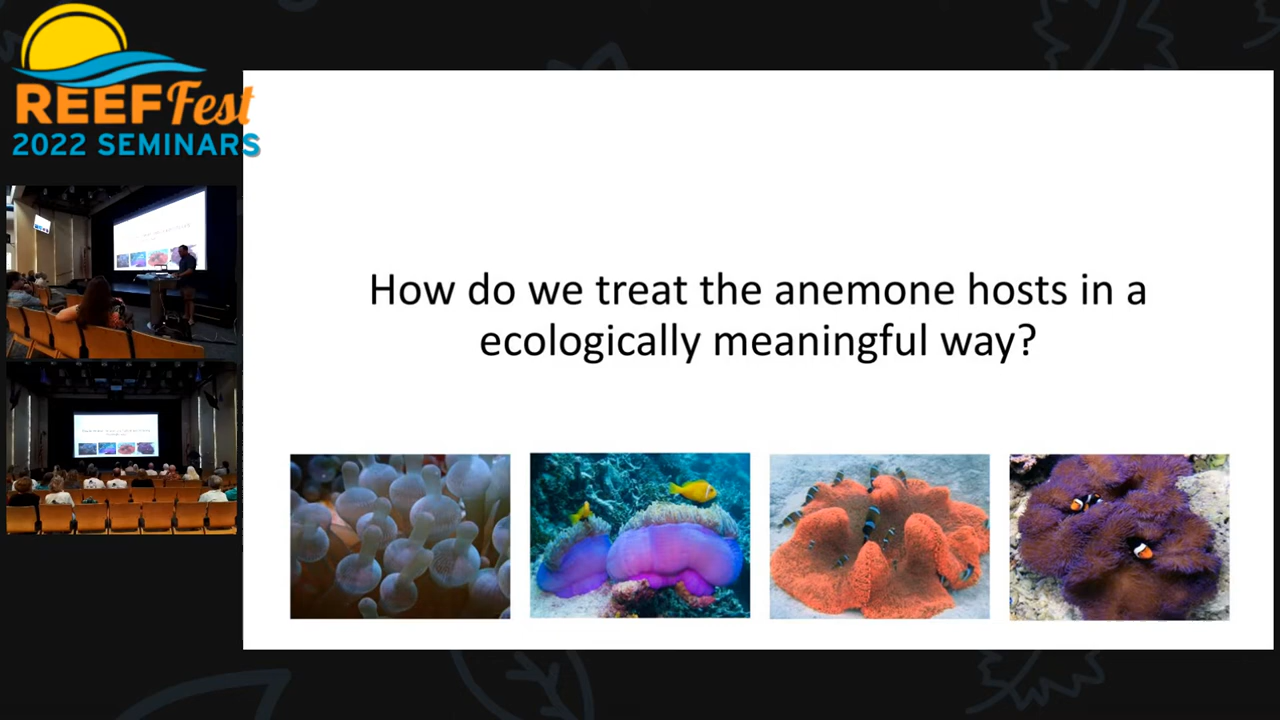 REEF Fest
2022 SEMINARS
How do we treat the anemone hosts in a
ecologically meaningful way?